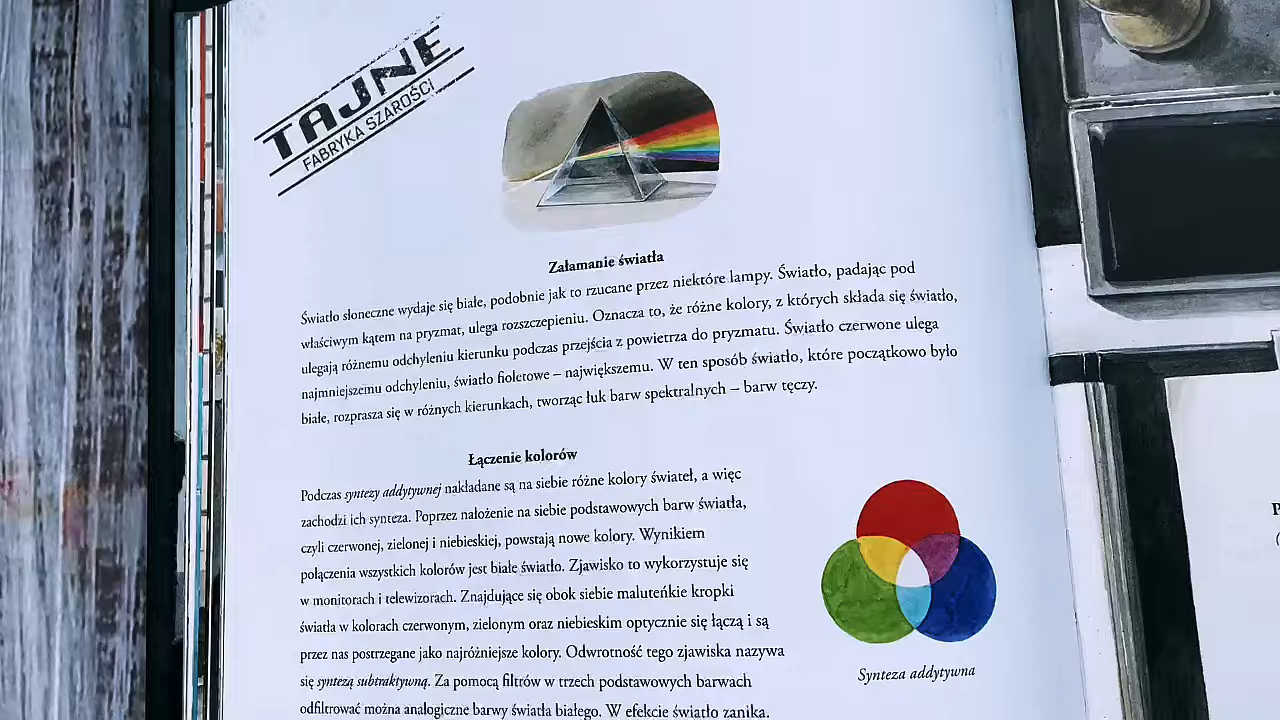 TAJNE
FABRYKA SZAROŚCI
Załamanie światła
Światło słoneczne wydaje się białe, podobnie jak to rzucane przez niektóre lampy. Światło, padając pod
właściwym kątem na pryzmat, ulega rozszczepieniu. Oznacza to, że różne kolory, z których składa się światło,
ulegają różnemu odchyleniu kierunku podczas przejścia z powietrza do pryzmatu. Światło czerwone ulega
najmniejszemu odchyleniu, światło fioletowe – największemu. W ten sposób światło, które początkowo było
białe, rozprasza się w różnych kierunkach, tworząc łuk barw spektralnych – barw tęczy.
Łączenie kolorów
Podczas syntezy addytywnej nakładane są na siebie różne kolory świateł, a więc
zachodzi ich synteza. Poprzez nałożenie na siebie podstawowych barw światła,
czyli czerwonej, zielonej i niebieskiej, powstają nowe kolory. Wynikiem
połączenia wszystkich kolorów jest białe światło. Zjawisko to wykorzystuje się
w monitorach i telewizorach. Znajdujące się obok siebie maluteńkie kropki
światła w kolorach czerwonym, zielonym oraz niebieskim optycznie się łączą i są
przez nas postrzegane jako najróżniejsze kolory. Odwrotność tego zjawiska nazywa
się syntezą subtraktywną. Za pomocą filtrów w trzech podstawowych barwach
odfiltrować można analogiczne barwy światła białego. W efekcie światło zanika.
Synteza addytywna